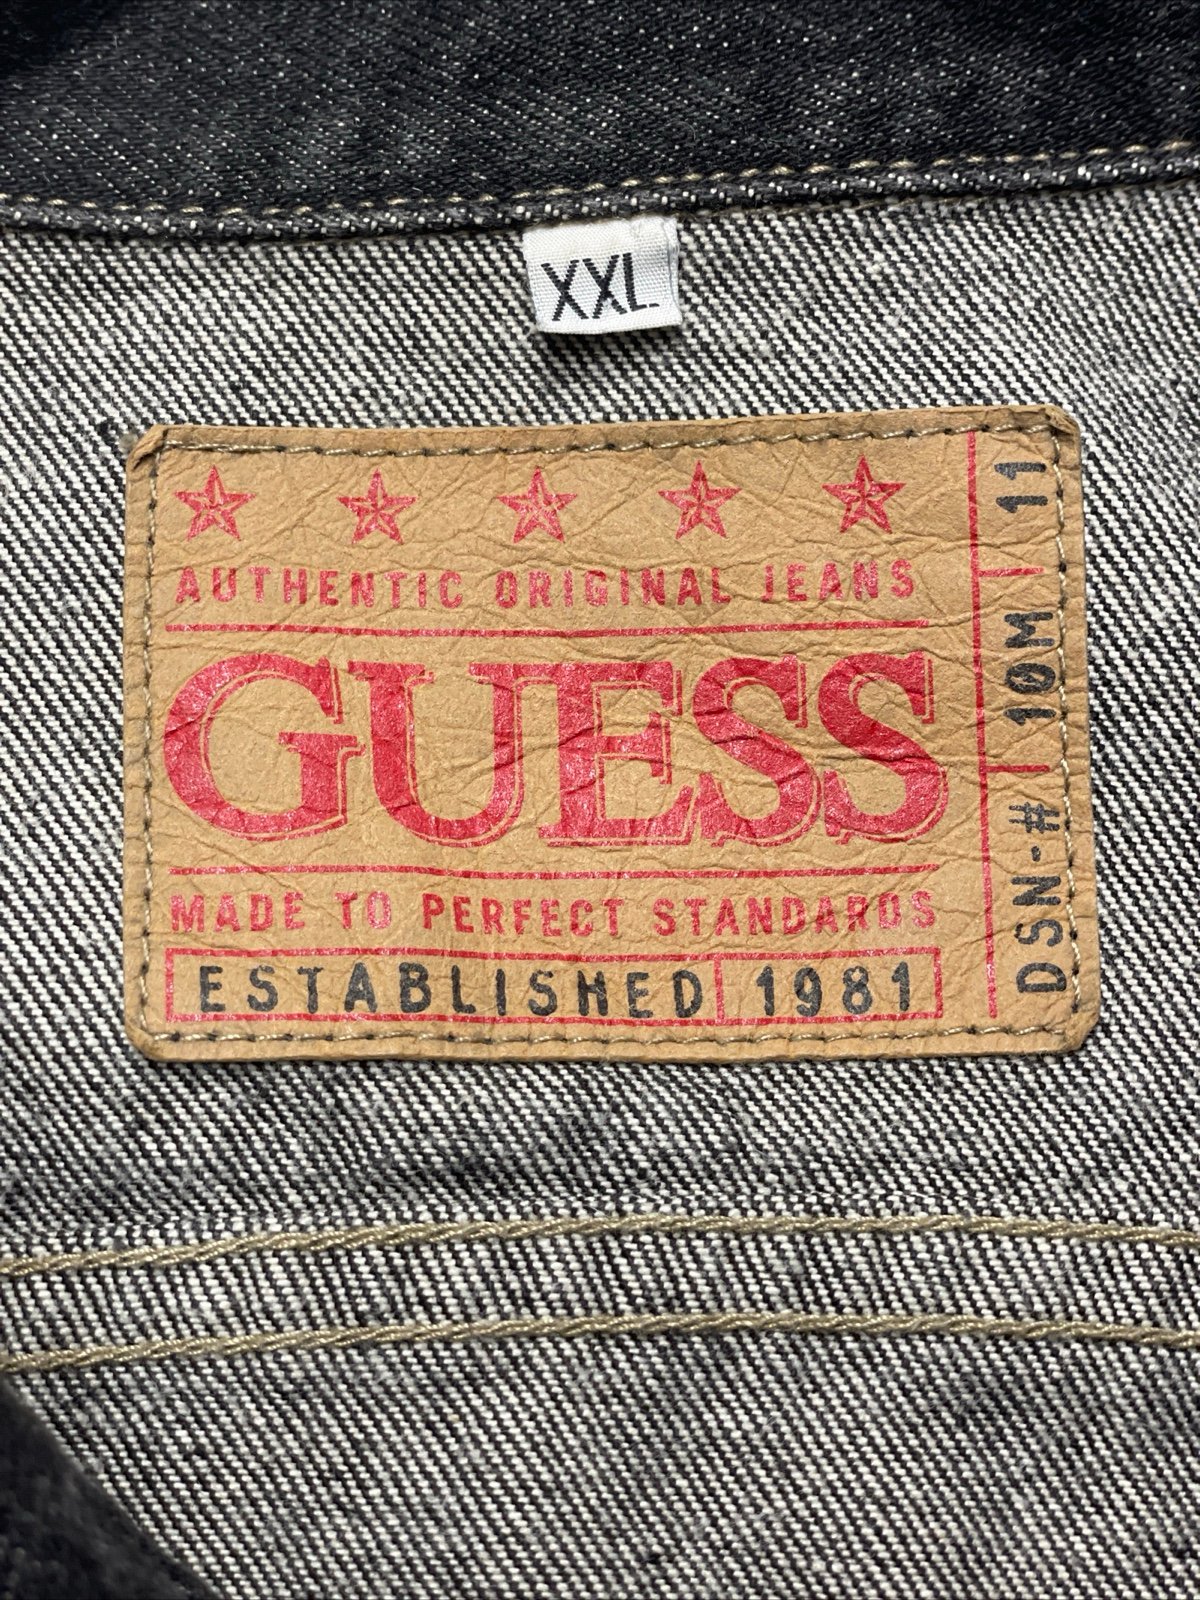 XXL
AUTHENTIC ORIGINAL JEANS
GUESS
MADE TO PERFECT STANDARDS
ESTABLISHED 1981
DSN-# 10M 11